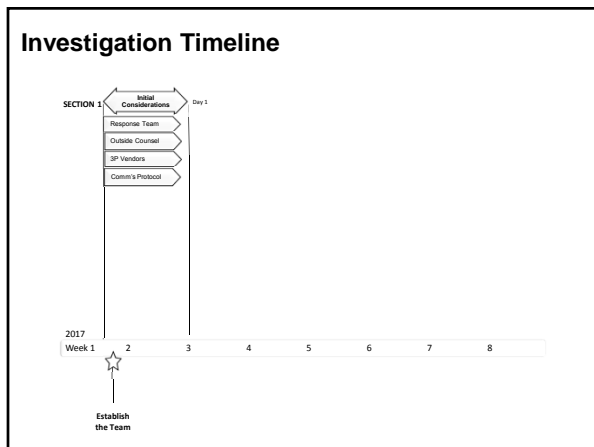 Investigation Timeline
SECTION 1
Initial
Considerations
Day 1
Response Team
Outside Counsel
3P Vendors
Comm's Protocol
2017
Week 1 2 3 4 5 6 7 8
Establish
the Team